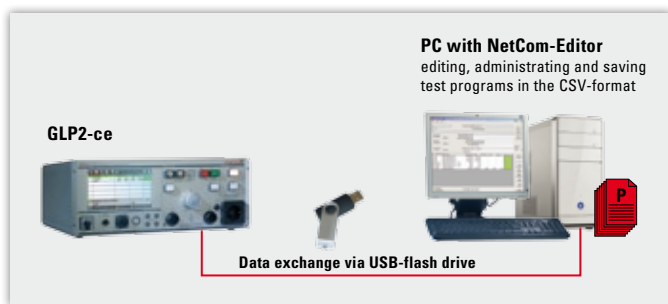 PC with NetCom-Editor
editing, administrating and saving
test programs in the CSV-format
GLP2-ce
P
Data exchange via USB-flash drive